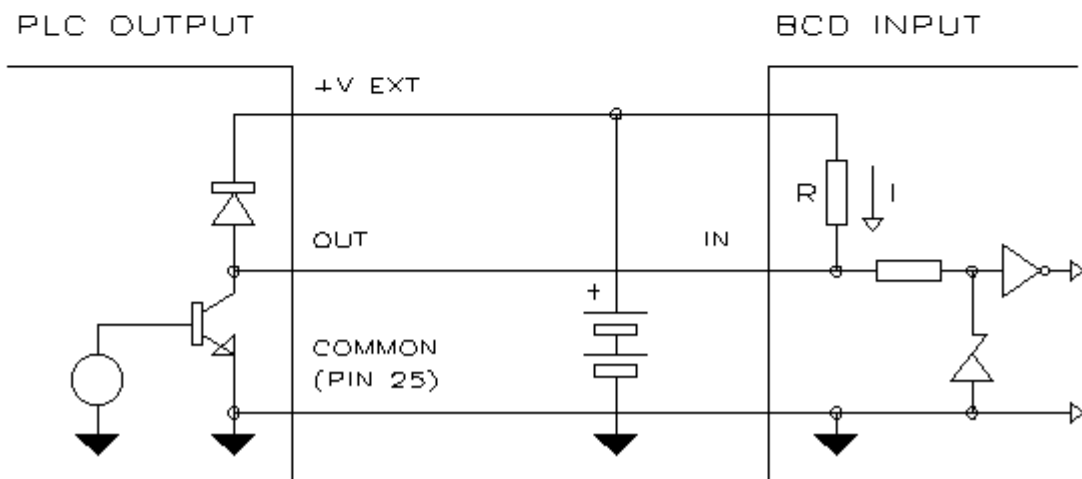 PLC OUTPUT
BCD INPUT
+V EXT
R
I
OUT
IN
+
COMMON
(PIN 25)